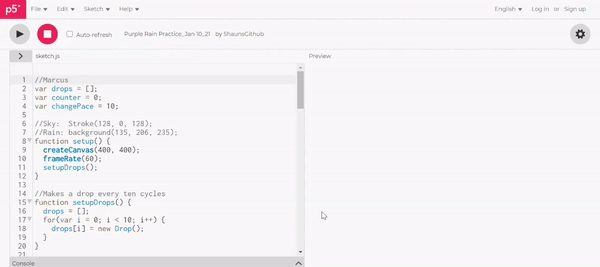 p5* File Edit Sketch Help English Log in or Sign up
Auto-refresh Purple Rain Practice_Jan 10,21 by ShaunsGithub
> sketch.js Preview
1 //Marcus
2 var drops = [];
3 var counter = 0;
4 var changePace = 10;
5
6 //Sky: Stroke(128, 0, 128);
7 //Rain: background(135, 206, 235);
8 function setup() {
9 createCanvas(400, 400);
10 frameRate(60);
11 setupDrops();
12 }
13
14 //Makes a drop every ten cycles
15 function setupDrops() {
16 drops = [];
17 for(var i = 0; i < 10; i++) {
18 drops[i] = new Drop();
19 }
20 }
21
Console